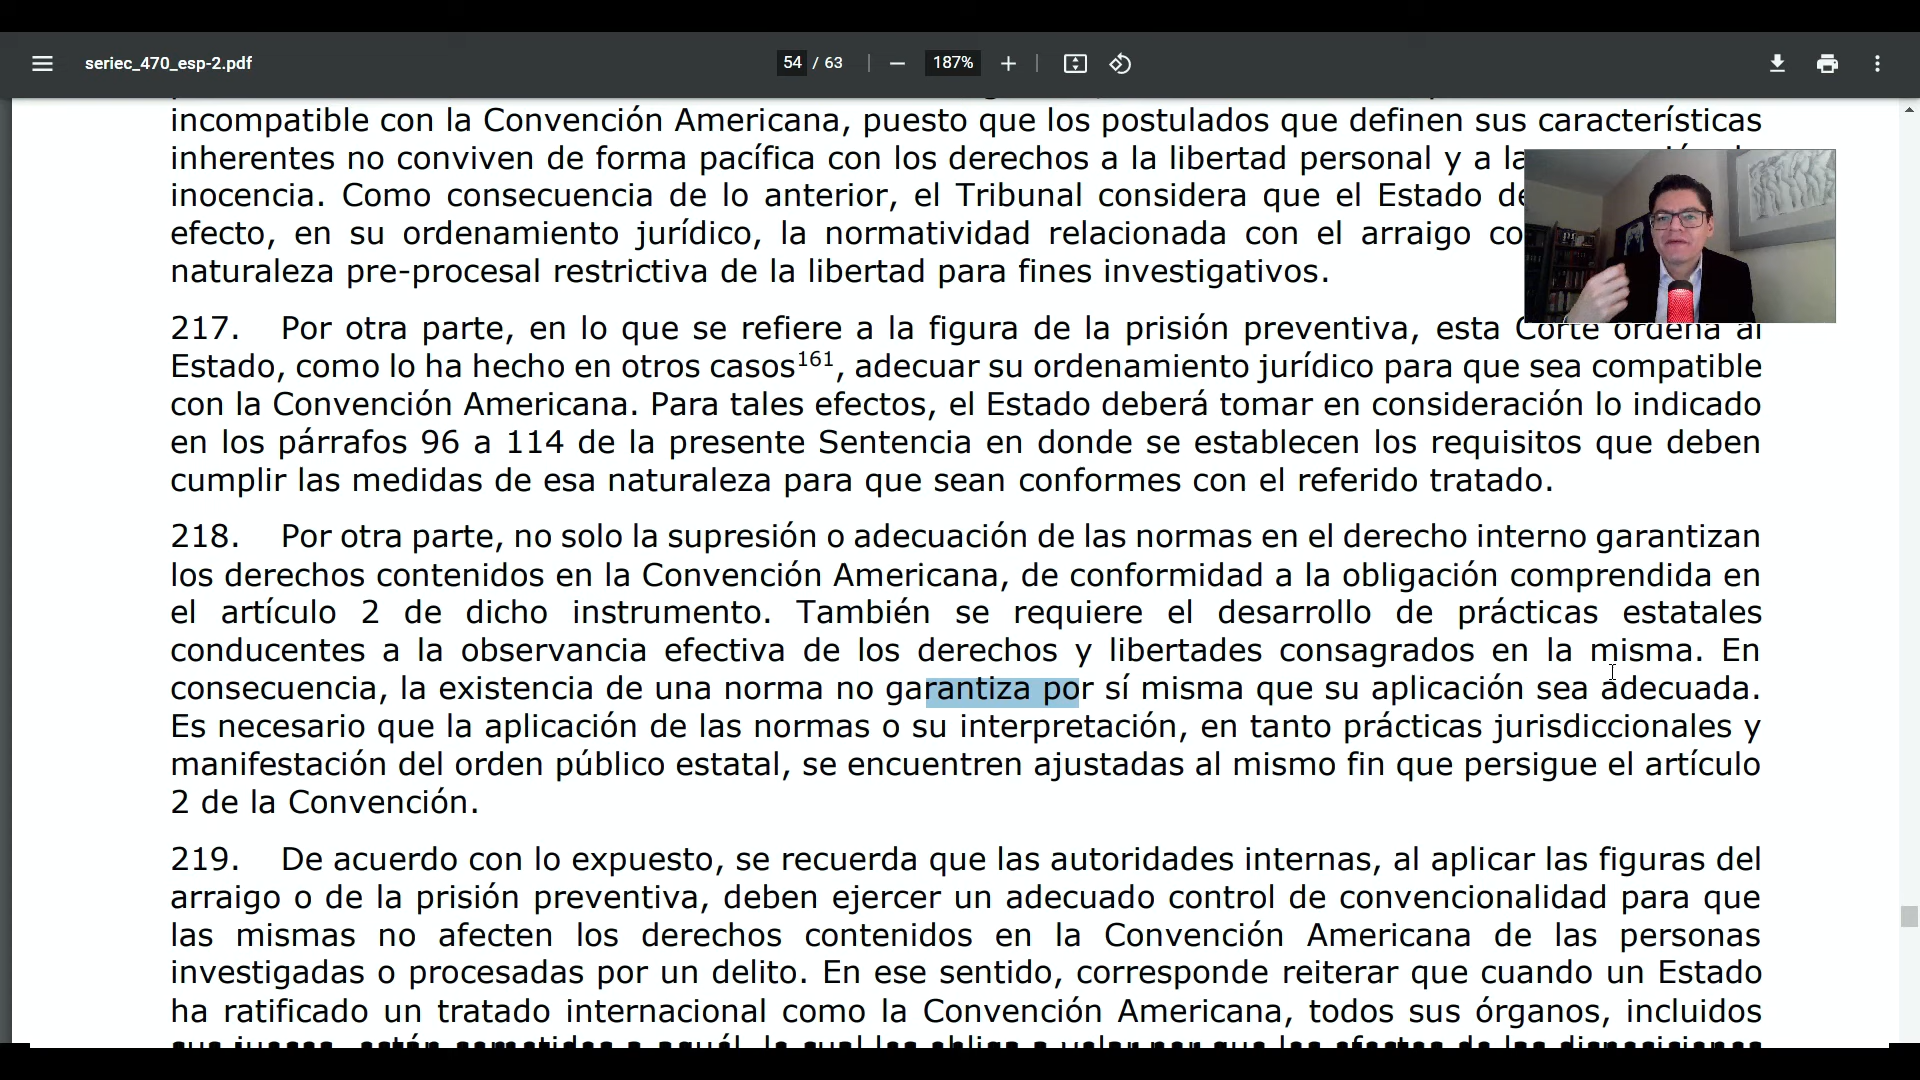 seriec_470_esp-2.pdf
54 / 63
187%
incompatible con la Convención Americana, puesto que los postulados que definen sus características
inherentes no conviven de forma pacífica con los derechos a la libertad personal y a la
inocencia. Como consecuencia de lo anterior, el Tribunal considera que el Estado
efecto, en su ordenamiento jurídico, la normatividad relacionada con el arraigo
naturaleza pre-procesal restrictiva de la libertad para fines investigativos.
217. Por otra parte, en lo que se refiere a la figura de la prisión preventiva, esta Corte ordena al
Estado, como lo ha hecho en otros casos161, adecuar su ordenamiento jurídico para que sea compatible
con la Convención Americana. Para tales efectos, el Estado deberá tomar en consideración lo indicado
en los párrafos 96 a 114 de la presente Sentencia en donde se establecen los requisitos que deben
cumplir las medidas de esa naturaleza para que sean conformes con el referido tratado.
218. Por otra parte, no solo la supresión o adecuación de las normas en el derecho interno garantizan
los derechos contenidos en la Convención Americana, de conformidad a la obligación comprendida en
el artículo 2 de dicho instrumento. También se requiere el desarrollo de prácticas estatales
conducentes a la observancia efectiva de los derechos y libertades consagrados en la misma. En
consecuencia, la existencia de una norma no garantiza por sí misma que su aplicación sea adecuada.
Es necesario que la aplicación de las normas o su interpretación, en tanto prácticas jurisdiccionales y
manifestación del orden público estatal, se encuentren ajustadas al mismo fin que persigue el artículo
2 de la Convención.
219. De acuerdo con lo expuesto, se recuerda que las autoridades internas, al aplicar las figuras del
arraigo o de la prisión preventiva, deben ejercer un adecuado control de convencionalidad para que
las mismas no afecten los derechos contenidos en la Convención Americana de las personas
investigadas o procesadas por un delito. En ese sentido, corresponde reiterar que cuando un Estado
ha ratificado un tratado internacional como la Convención Americana, todos sus órganos, incluidos